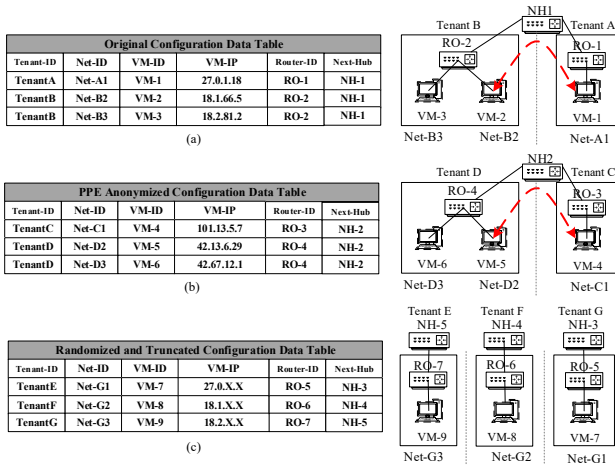 Original Configuration Data Table
Tenant-ID Net-ID VM-ID VM-IP Router-ID Next-Hub
TenantA Net-A1 VM-1 27.0.1.18 RO-1 NH-1
TenantB Net-B2 VM-2 18.1.66.5 RO-2 NH-1
TenantB Net-B3 VM-3 18.2.81.2 RO-2 NH-1
(a)
NH1
Tenant B Tenant A
RO-2 RO-1
VM-3 VM-2 VM-1
Net-B3 Net-B2 Net-A1
PPE Anonymized Configuration Data Table
Tenant-ID Net-ID VM-ID VM-IP Router-ID Next-Hub
TenantC Net-C1 VM-4 101.13.5.7 RO-3 NH-2
TenantD Net-D2 VM-5 42.13.6.29 RO-4 NH-2
TenantD Net-D3 VM-6 42.67.12.1 RO-4 NH-2
(b)
NH2
Tenant D Tenant C
RO-4 RO-3
VM-6 VM-5 VM-4
Net-D3 Net-D2 Net-C1
Randomized and Truncated Configuration Data Table
Tenant-ID Net-ID VM-ID VM-IP Router-ID Next-Hub
TenantE Net-G1 VM-7 27.0.X.X RO-5 NH-3
TenantF Net-G2 VM-8 18.1.X.X RO-6 NH-4
TenantG Net-G3 VM-9 18.2.X.X RO-7 NH-5
(c)
Tenant E Tenant F Tenant G
NH-5 NH-4 NH-3
RO-7 RO-6 RO-5
VM-9 VM-8 VM-7
Net-G3 Net-G2 Net-G1